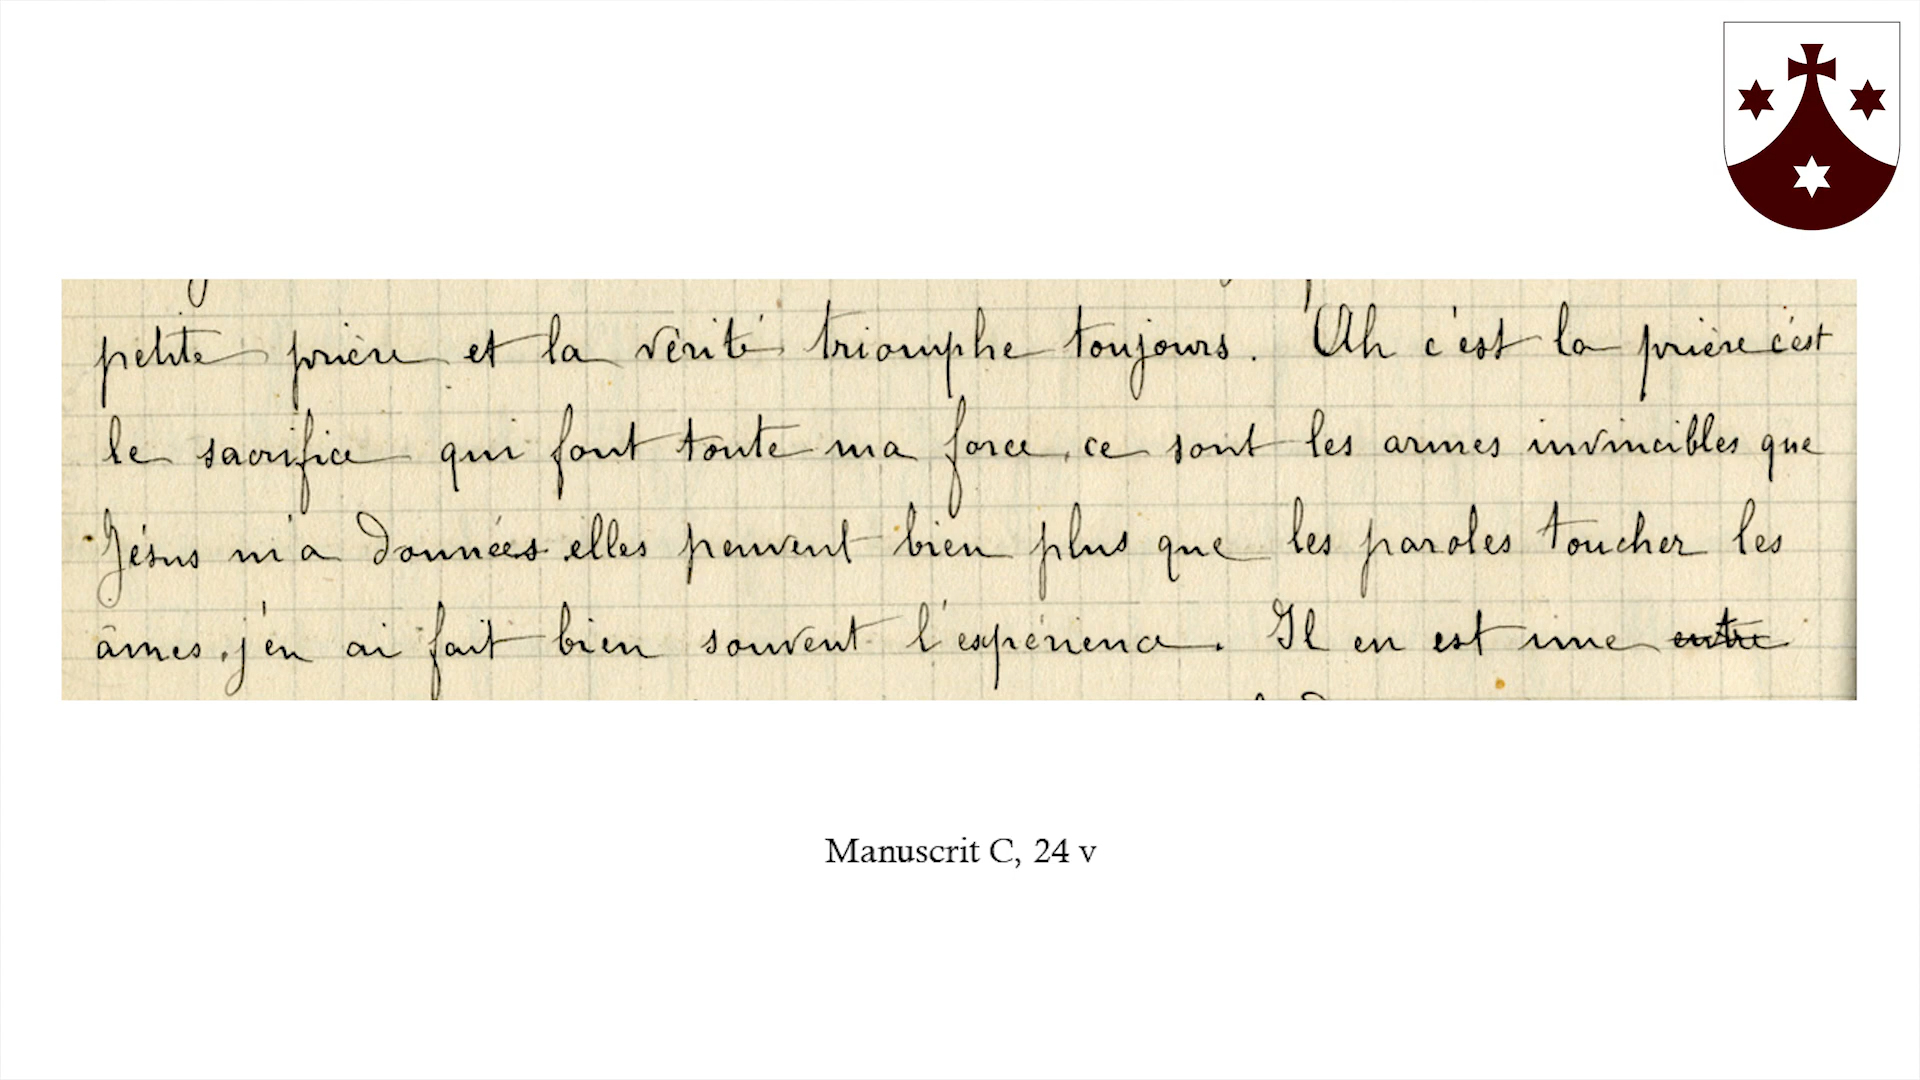 petite prière et la vérité triomphe toujours. Ah c'est la prière c'est
le sacrifice qui font toute ma force, ce sont les armes invincibles que
Jésus m'a données elles peuvent bien plus que les paroles toucher les
âmes, j'en ai fait bien souvent l'expérience. Il en est une entre
Manuscrit C, 24 v